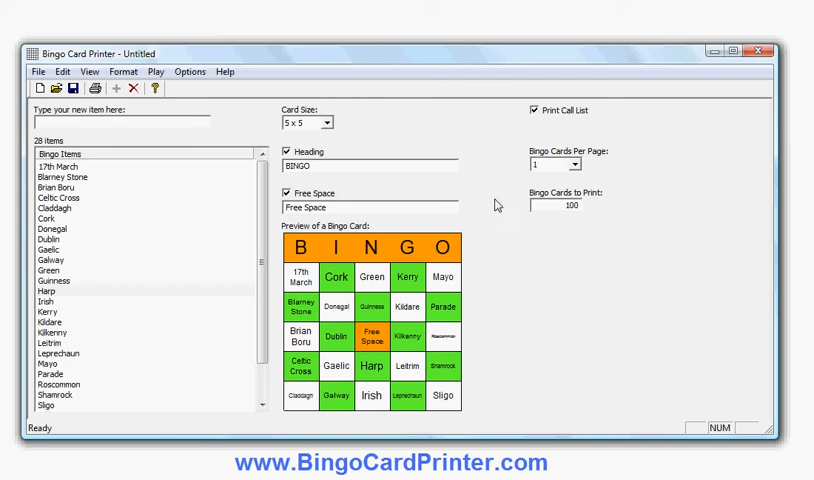 Bingo Card Printer - Untitled
File Edit View Format Play Options Help
Type your new item here:
28 items
Bingo Items
17th March
Blarney Stone
Brian Boru
Celtic Cross
Claddagh
Cork
Donegal
Dublin
Gaelic
Galway
Green
Guinness
Harp
Irish
Kerry
Kildare
Kilkenny
Leitrim
Leprechaun
Mayo
Parade
Roscommon
Shamrock
Sligo
Card Size:
5 x 5
Heading
BINGO
Free Space
Free Space
Preview of a Bingo Card:
B I N G O
17th March Cork Green Kerry Mayo
Blarney Stone Donegal Guinness Kildare Parade
Brian Boru Dublin Free Space Kilkenny Roscommon
Celtic Cross Gaelic Harp Leitrim Shamrock
Claddagh Galway Irish Leprechaun Sligo
Print Call List
Bingo Cards Per Page:
1
Bingo Cards to Print:
100
Ready
NUM
www.BingoCardPrinter.com